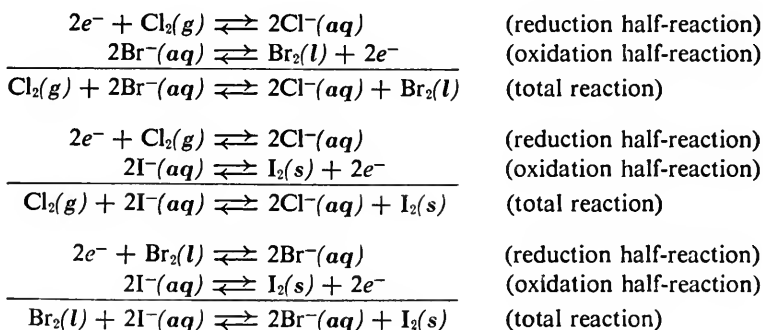 2e⁻ + Cl₂(g) ⇌ 2Cl⁻(aq) (reduction half-reaction)
2Br⁻(aq) ⇌ Br₂(l) + 2e⁻ (oxidation half-reaction)
Cl₂(g) + 2Br⁻(aq) ⇌ 2Cl⁻(aq) + Br₂(l) (total reaction)
2e⁻ + Cl₂(g) ⇌ 2Cl⁻(aq) (reduction half-reaction)
2I⁻(aq) ⇌ I₂(s) + 2e⁻ (oxidation half-reaction)
Cl₂(g) + 2I⁻(aq) ⇌ 2Cl⁻(aq) + I₂(s) (total reaction)
2e⁻ + Br₂(l) ⇌ 2Br⁻(aq) (reduction half-reaction)
2I⁻(aq) ⇌ I₂(s) + 2e⁻ (oxidation half-reaction)
Br₂(l) + 2I⁻(aq) ⇌ 2Br⁻(aq) + I₂(s) (total reaction)